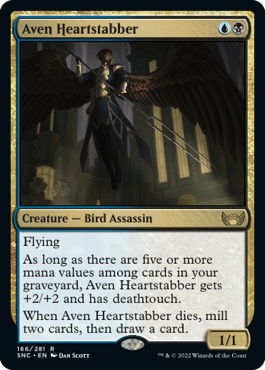 Aven Heartstabber
Creature — Bird Assassin
Flying
As long as there are five or more
mana values among cards in your
graveyard, Aven Heartstabber gets
+2/+2 and has deathtouch.
When Aven Heartstabber dies, mill
two cards, then draw a card.
1/1
166/281 R
SNC • EN DAN SCOTT
™ & © 2022 Wizards of the Coast